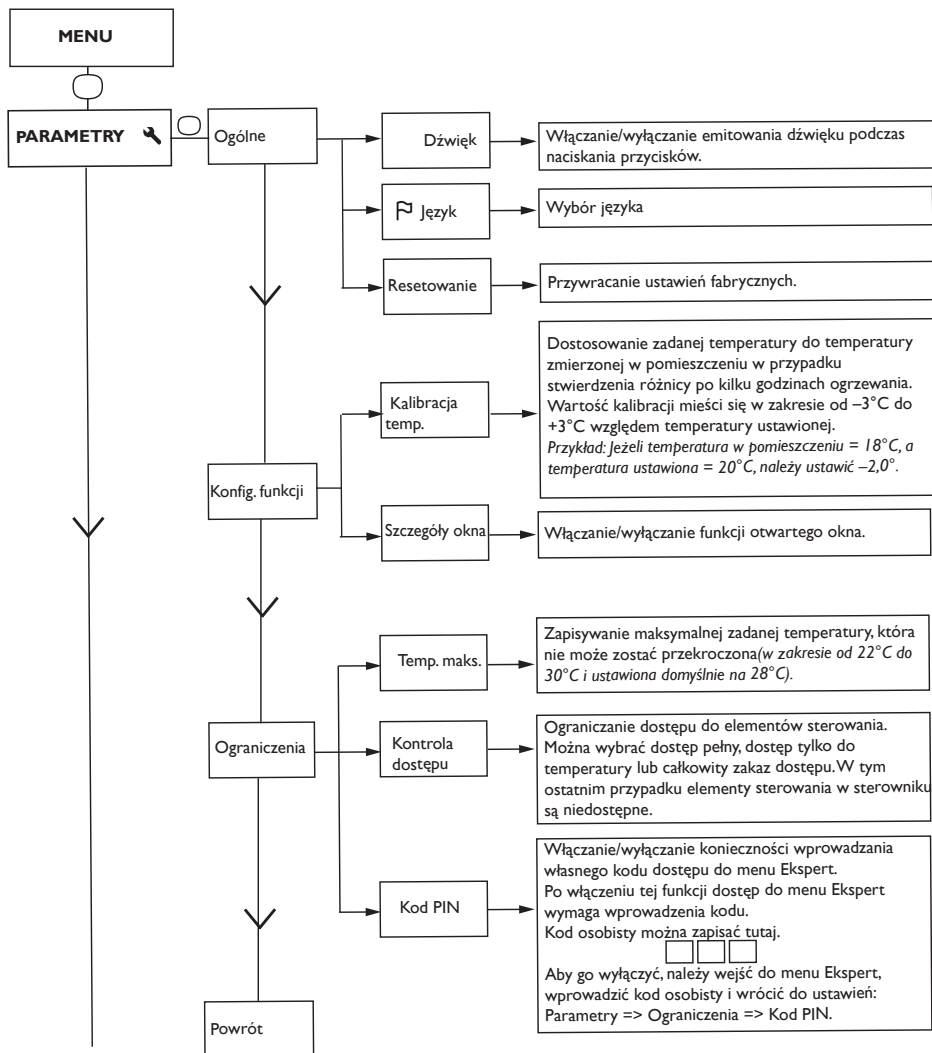 MENU
PARAMETRY
Ogólne
Dźwięk
Włączanie/wyłączanie emitowania dźwięku podczas
naciskania przycisków.
Język
Wybór języka
Resetowanie
Przywracanie ustawień fabrycznych.
Konfig. funkcji
Kalibracja
temp.
Dostosowanie zadanej temperatury do temperatury
zmierzonej w pomieszczeniu w przypadku
stwierdzenia różnicy po kilku godzinach ogrzewania.
Wartość kalibracji mieści się w zakresie od –3°C do
+3°C względem temperatury ustawionej.
Przykład: Jeżeli temperatura w pomieszczeniu = 18°C, a
temperatura ustawiona = 20°C, należy ustawić –2,0°.
Szczegóły okna
Włączanie/wyłączanie funkcji otwartego okna.
Ograniczenia
Temp. maks.
Zapisywanie maksymalnej zadanej temperatury, która
nie może zostać przekroczona(w zakresie od 22°C do
30°C i ustawiona domyślnie na 28°C).
Kontrola
dostępu
Ograniczanie dostępu do elementów sterowania.
Można wybrać dostęp pełny, dostęp tylko do
temperatury lub całkowity zakaz dostępu. W tym
ostatnim przypadku elementy sterowania w sterowniku
są niedostępne.
Kod PIN
Włączanie/wyłączanie konieczności wprowadzania
własnego kodu dostępu do menu Ekspert.
Po włączeniu tej funkcji dostęp do menu Ekspert
wymaga wprowadzenia kodu.
Kod osobisty można zapisać tutaj.
Aby go wyłączyć, należy wejść do menu Ekspert,
wprowadzić kod osobisty i wrócić do ustawień:
Parametry => Ograniczenia => Kod PIN.
Powrót